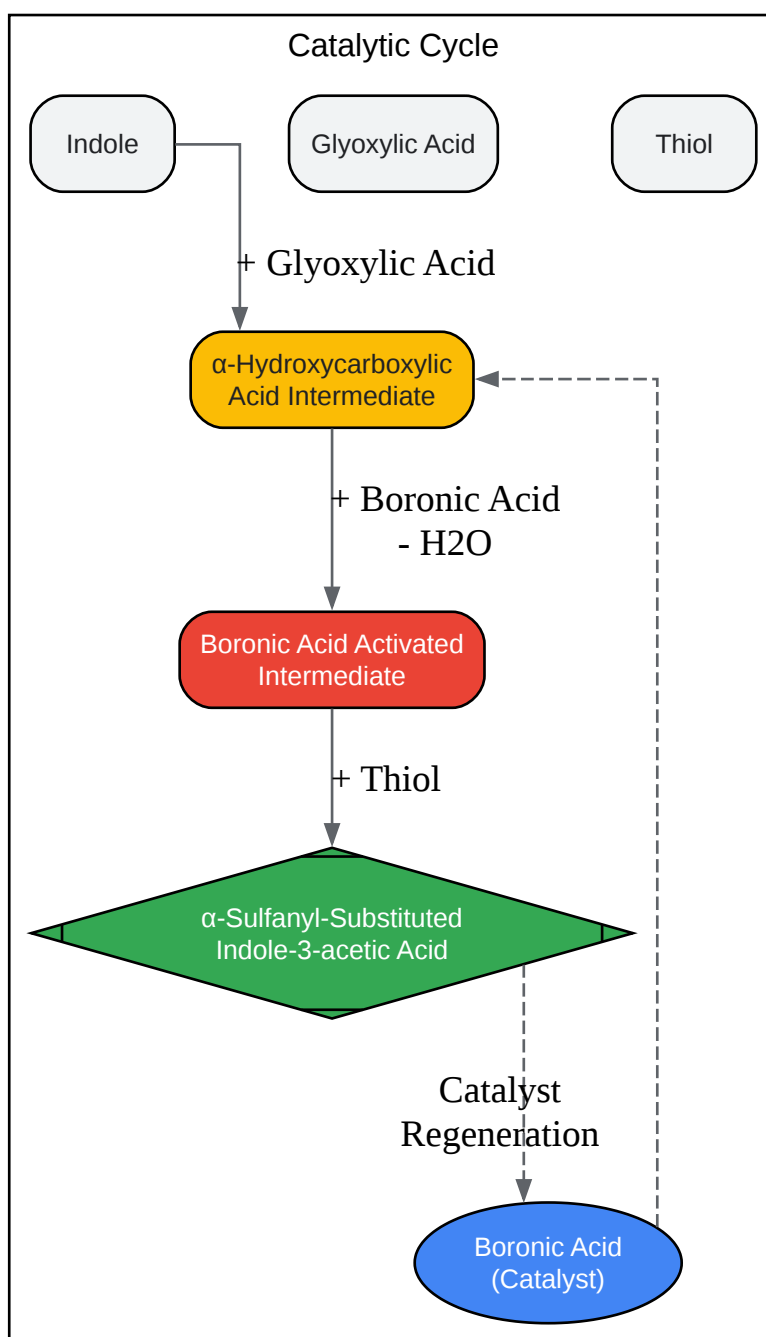 Catalytic Cycle
Indole
Glyoxylic Acid
Thiol
+ Glyoxylic Acid
α-Hydroxycarboxylic
Acid Intermediate
+ Boronic Acid
- H2O
Boronic Acid Activated
Intermediate
+ Thiol
α-Sulfanyl-Substituted
Indole-3-acetic Acid
Catalyst
Regeneration
Boronic Acid
(Catalyst)